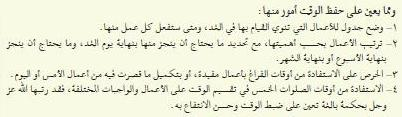 ومما يعين على حفظ الوقت أمور منها:
١- وضع جدول للأعمال التي تنوي القيام بها في الغد، ومتى ستفعل كل عمل منها.
٢- ترتيب الأعمال بحسب أهميتها، مع تحديد ما يحتاج أن ينجز منها بنهاية يوم الغد، وما يحتاج أن ينجز
بنهاية الأسبوع أو بنهاية الشهر.
٣- الحرص على الاستفادة من أوقات الفراغ بأعمال مفيدة، أو بتكميل ما قصرت فيه من أعمال الأمس أو اليوم.
٤- الاستفادة من أوقات الصلوات الخمس في تقسيم الوقت على الأعمال والواجبات المختلفة، فقد رتبها الله عز
وجل بحكمة بالغة تعين على ضبط الوقت وحسن الانتفاع به.